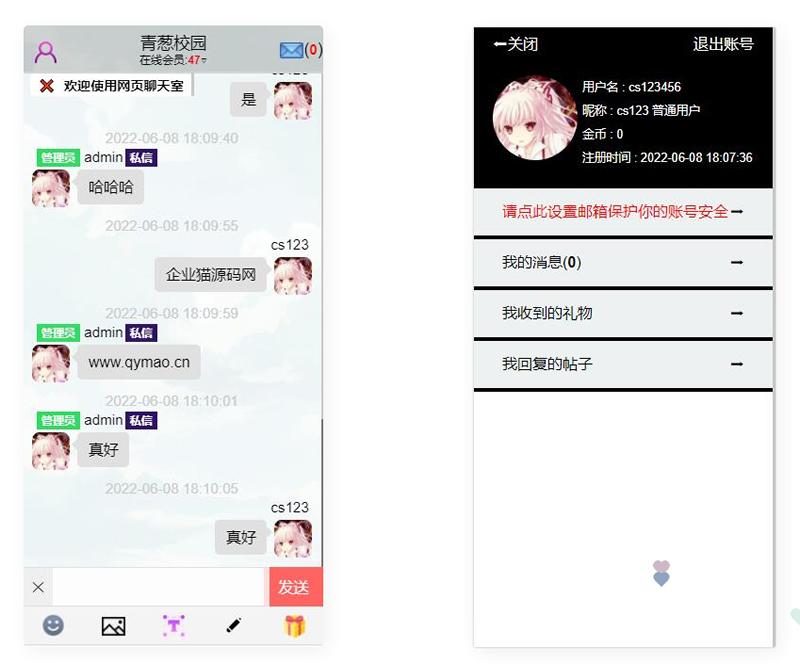 青葱校园
在线会员:47
(0)
欢迎使用网页聊天室
是
2022-06-08 18:09:40
管理员 admin 私信
哈哈哈
2022-06-08 18:09:55
cs123
企业猫源码网
2022-06-08 18:09:59
管理员 admin 私信
www.qymao.cn
2022-06-08 18:10:01
管理员 admin 私信
真好
2022-06-08 18:10:05
cs123
真好
发送
关闭 退出账号
用户名 : cs123456
昵称 : cs123 普通用户
金币 : 0
注册时间 : 2022-06-08 18:07:36
请点此设置邮箱保护你的账号安全
我的消息(0)
我收到的礼物
我回复的帖子